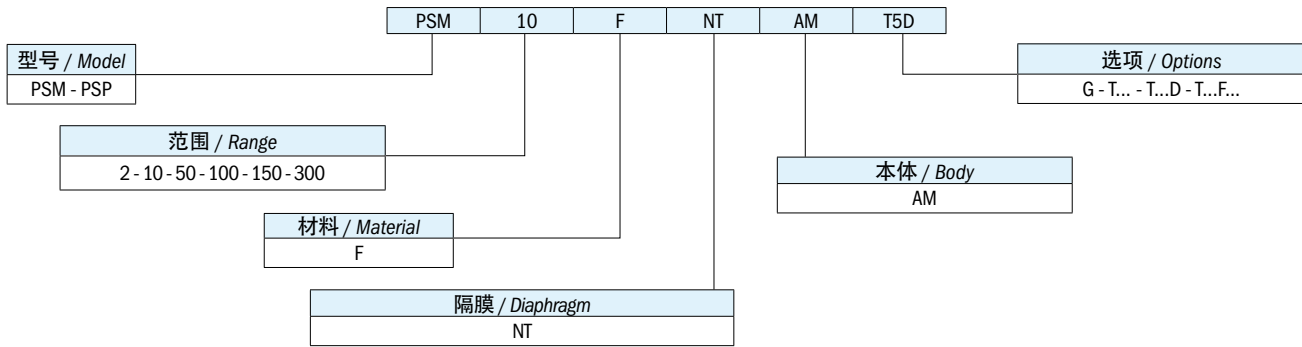 PSM 10 F NT AM T5D
型号 / Model
PSM - PSP
选项 / Options
G - T... - T...D - T...F...
范围 / Range
2 - 10 - 50 - 100 - 150 - 300
本体 / Body
AM
材料 / Material
F
隔膜 / Diaphragm
NT